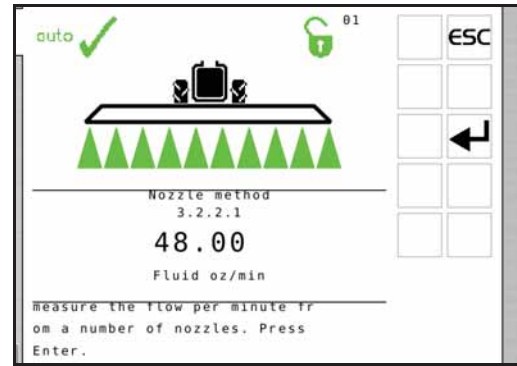 auto
01
ESC
Nozzle method
3.2.2.1
48.00
Fluid oz/min
measure the flow per minute fr
om a number of nozzles. Press
Enter.